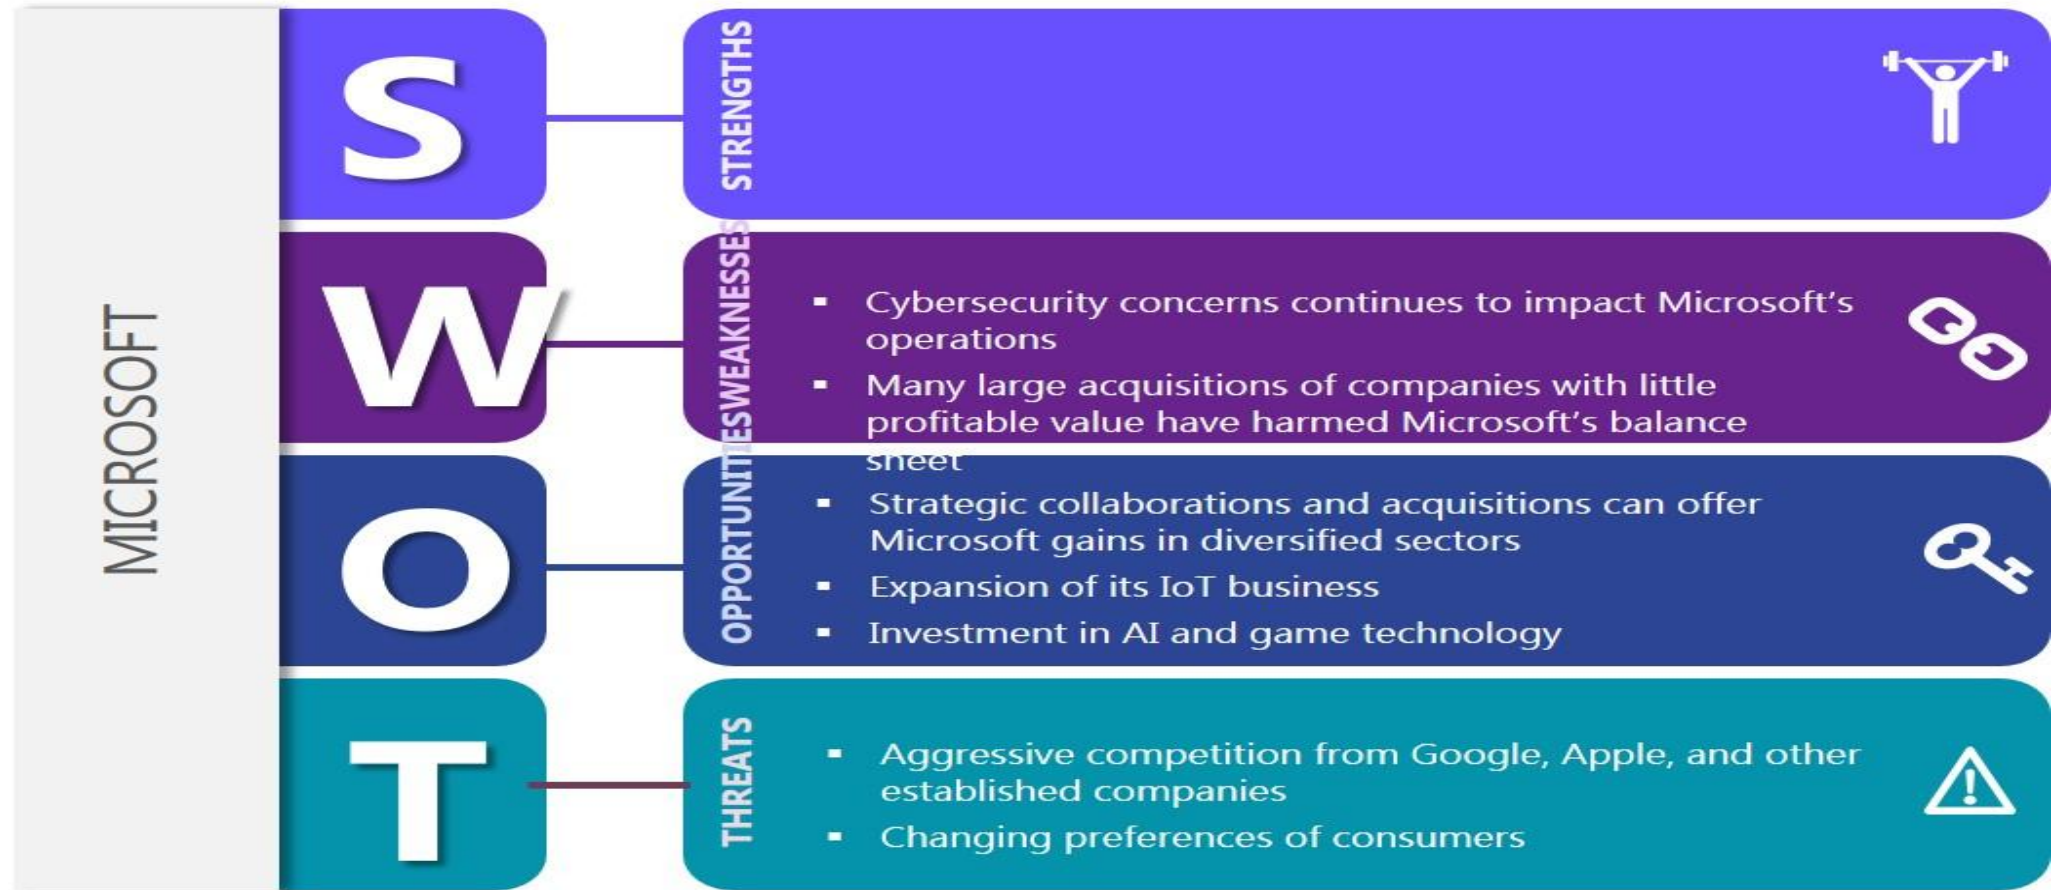 MICROSOFT
S
STRENGTHS
W
WEAKNESSES
▪ Cybersecurity concerns continues to impact Microsoft’s
operations
▪ Many large acquisitions of companies with little
profitable value have harmed Microsoft’s balance
sheet
O
OPPORTUNITIES
▪ Strategic collaborations and acquisitions can offer
Microsoft gains in diversified sectors
▪ Expansion of its IoT business
▪ Investment in AI and game technology
T
THREATS
▪ Aggressive competition from Google, Apple, and other
established companies
▪ Changing preferences of consumers